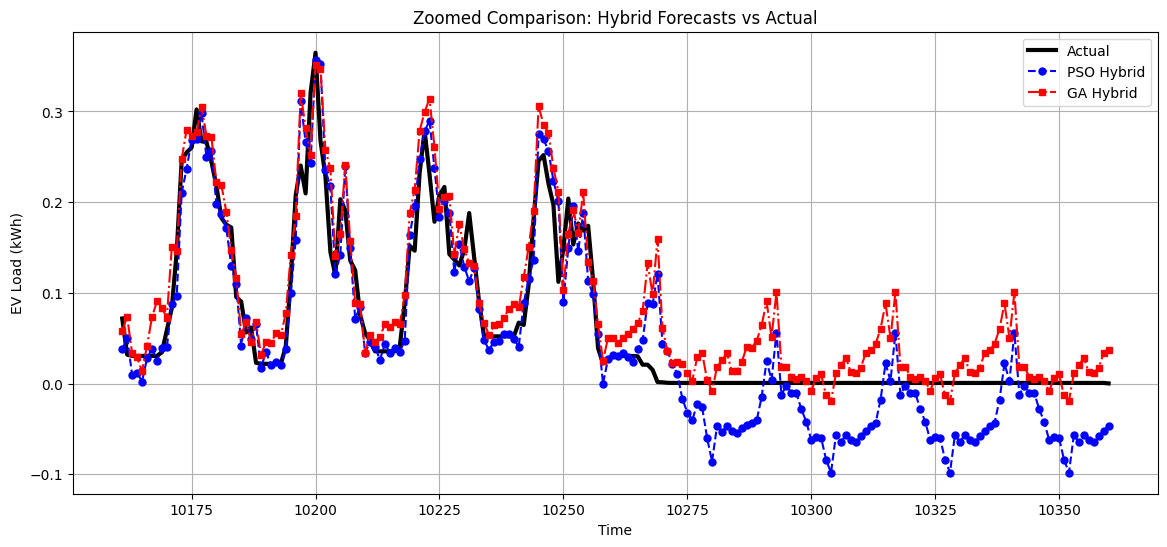 Zoomed Comparison: Hybrid Forecasts vs Actual
Actual
PSO Hybrid
GA Hybrid
EV Load (kWh)
0.3
0.2
0.1
0.0
−0.1
10175 10200 10225 10250 10275 10300 10325 10350
Time